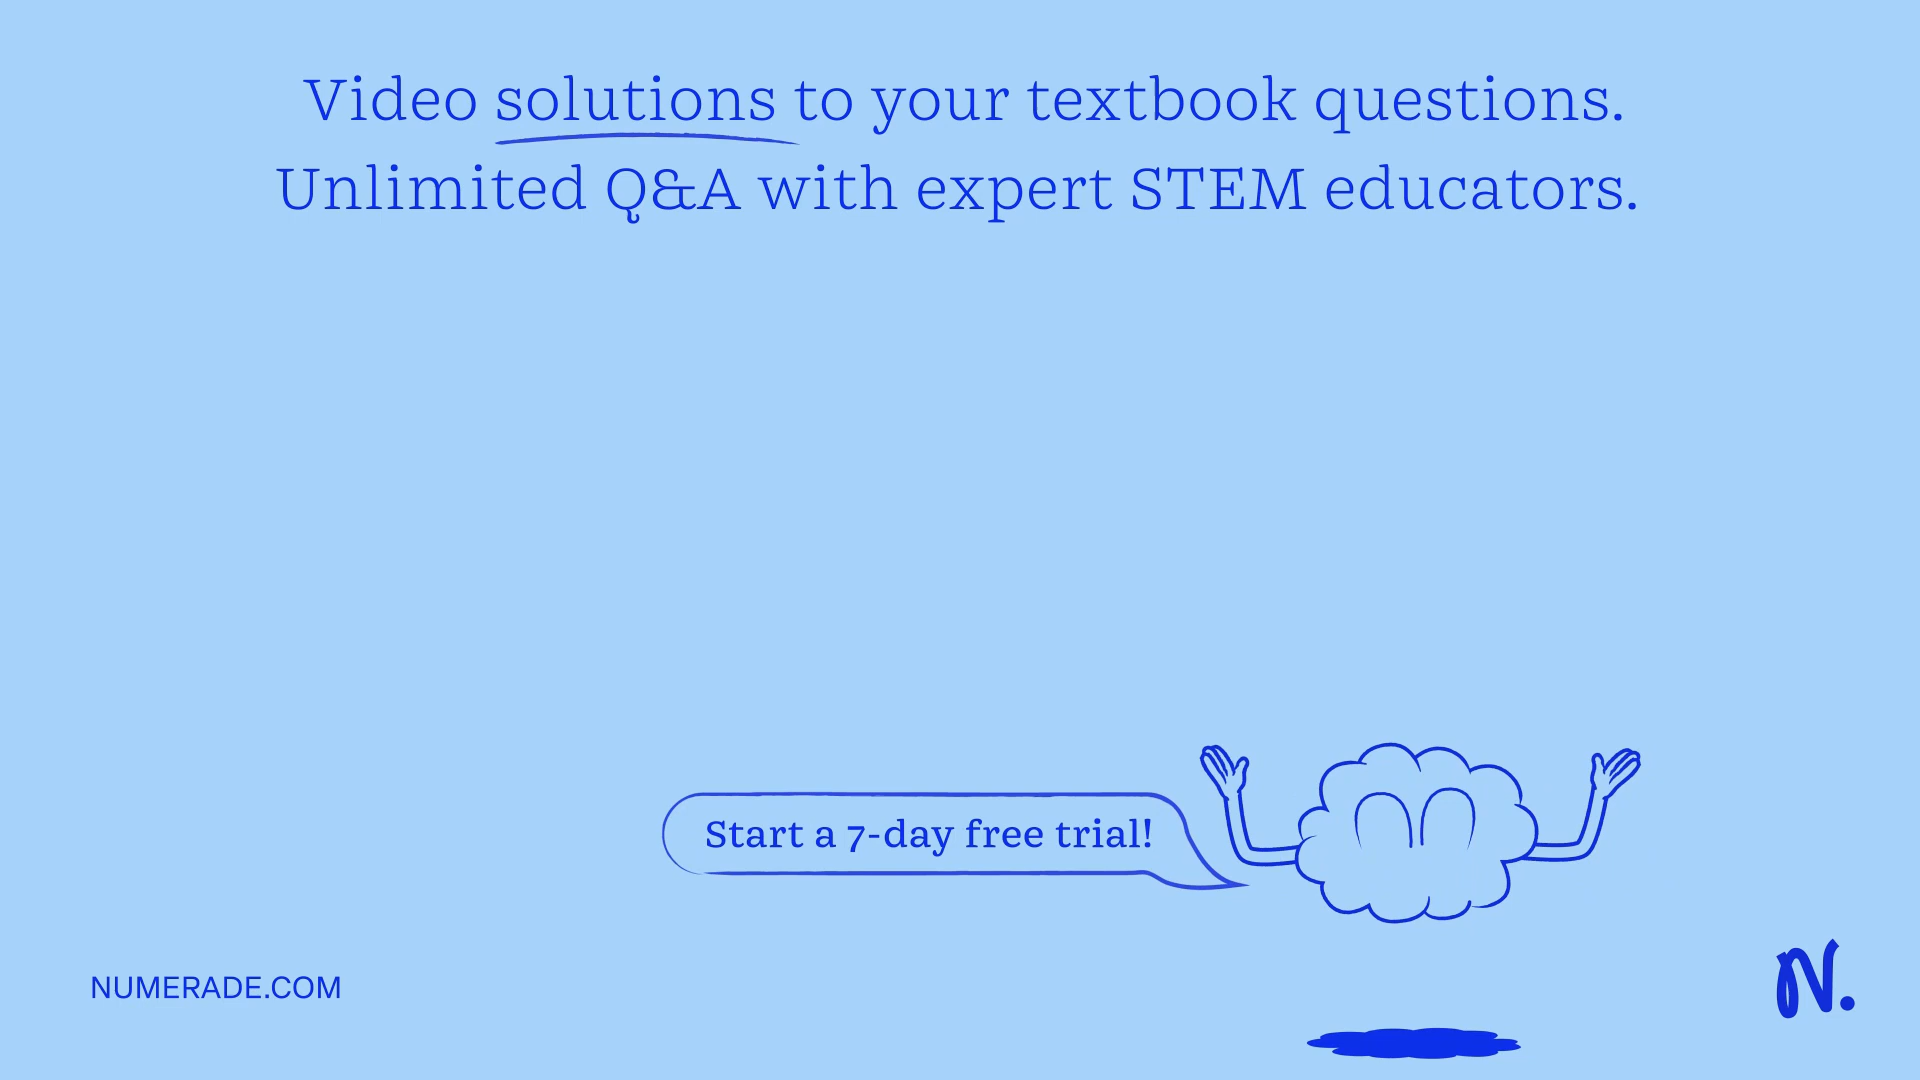 Video solutions to your textbook questions.
Unlimited Q&A with expert STEM educators.
Start a 7-day free trial!
NUMERADE.COM
N.